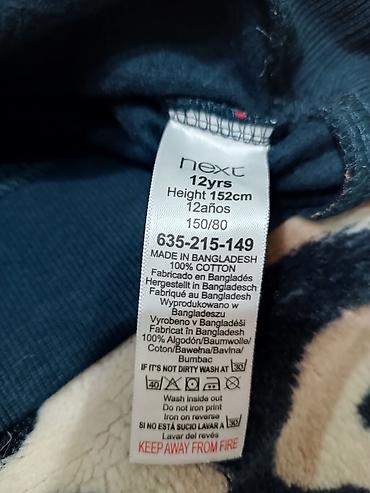 next
12yrs
Height 152cm
12años
150/80
635-215-149
MADE IN BANGLADESH
100% COTTON
Fabricado en Bangladés
Hergestellt in Bangladesch
Fabriqué au Bangladesh
Wyprodukowano w
Bangladeszu
Vyrobeno v Bangladéši
Fabricat în Bangladesh
100% Algodón/Baumwolle/
Coton/Bawełna/Bavlna/
Bumbac
IF IT'S NOT DIRTY WASH AT 30
40
Wash inside out
Do not iron print
Iron on reverse
SI NO ESTÁ SUCIO LAVAR A 30
Lavar del revés
KEEP AWAY FROM FIRE